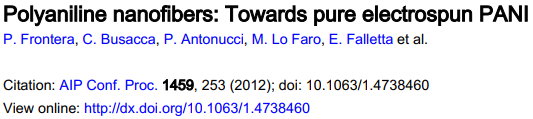 Polyaniline nanofibers: Towards pure electrospun PANI
P. Frontera, C. Busacca, P. Antonucci, M. Lo Faro, E. Falletta et al.
Citation: AIP Conf. Proc. 1459, 253 (2012); doi: 10.1063/1.4738460
View online: http://dx.doi.org/10.1063/1.4738460